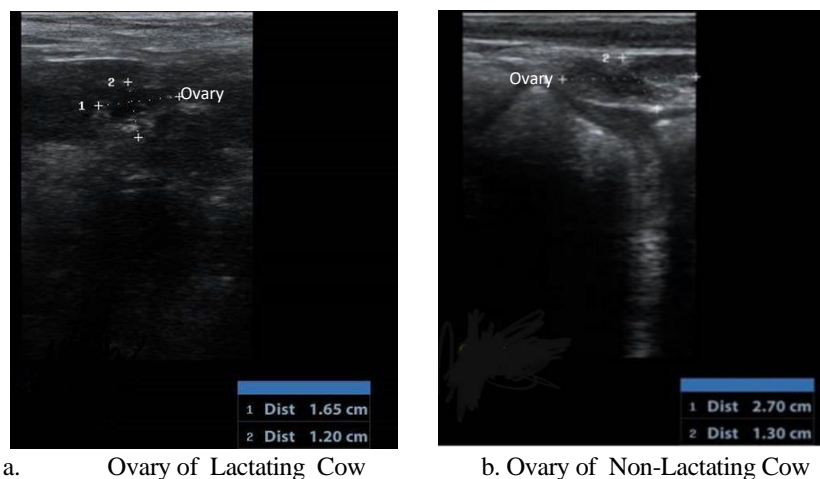 2
Ovary
1
1 Dist 1.65 cm
2 Dist 1.20 cm
a. Ovary of Lactating Cow
2
Ovary
1 Dist 2.70 cm
2 Dist 1.30 cm
b. Ovary of Non-Lactating Cow